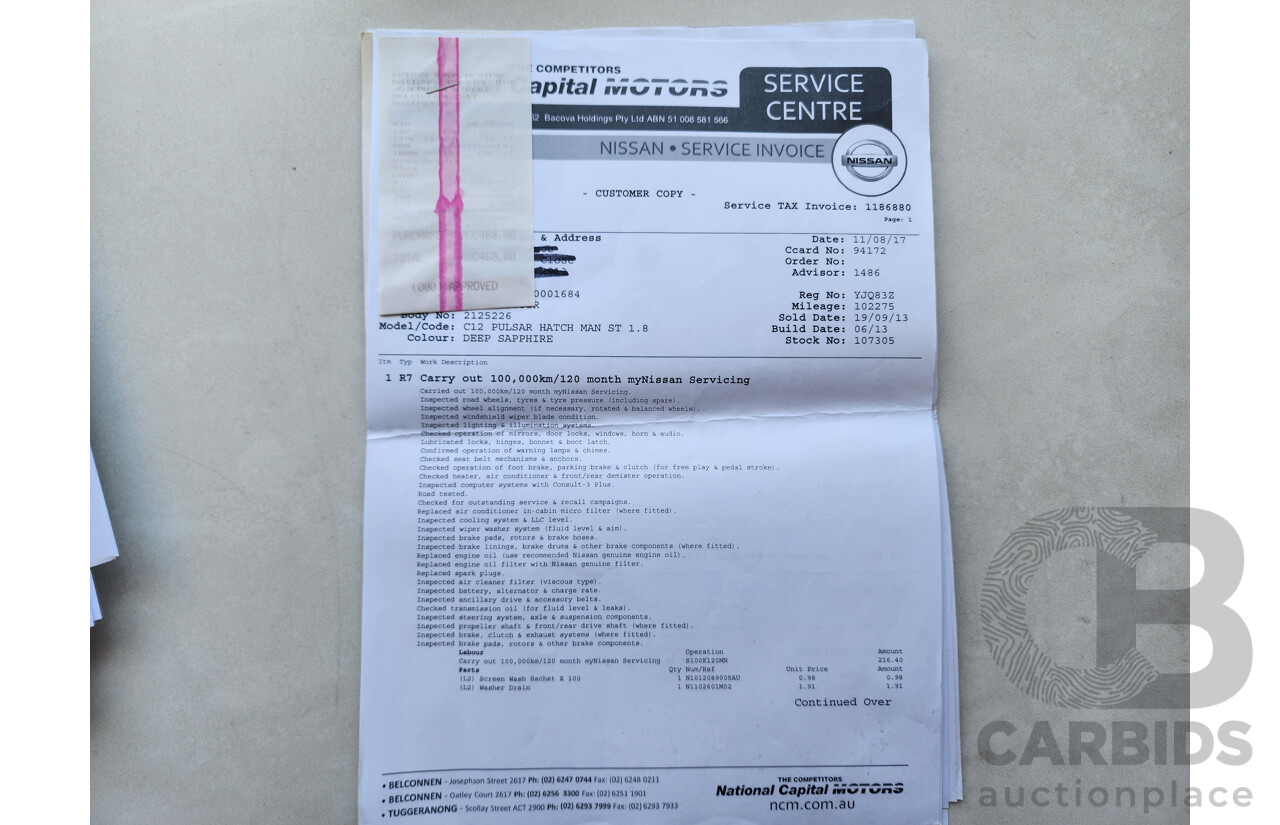 THE COMPETITORS
Capital MOTORS
SERVICE
CENTRE
Bacova Holdings Pty Ltd ABN 51 008 581 566
NISSAN • SERVICE INVOICE
NISSAN
- CUSTOMER COPY -
Service TAX Invoice: 1186880
Page: 1
& Address
Date: 11/08/17
Ccard No: 94172
Close
Order No:
Advisor: 1486
PURCHASE AUD468.00
TOTAL AUD468.00
(000) APPROVED
0001684
Reg No: YJQ83Z
Mileage: 102275
Body No: 2125226
Sold Date: 19/09/13
Model/Code: C12 PULSAR HATCH MAN ST 1.8
Build Date: 06/13
Colour: DEEP SAPPHIRE
Stock No: 107305
Itm Typ Work Description
1 R7 Carry out 100,000km/120 month myNissan Servicing
Carried out 100,000km/120 month myNissan Servicing.
Inspected road wheels, tyres & tyre pressure (including spare).
Inspected wheel alignment (if necessary, rotated & balanced wheels).
Inspected windshield wiper blade condition.
Inspected lighting & illumination systems.
Checked operation of mirrors, door locks, windows, horn & audio.
Lubricated locks, hinges, bonnet & boot latch.
Confirmed operation of warning lamps & chimes.
Checked seat belt mechanisms & anchors.
Checked operation of foot brake, parking brake & clutch (for free play & pedal stroke).
Checked heater, air conditioner & front/rear demister operation.
Inspected computer systems with Consult-3 Plus.
Road tested.
Checked for outstanding service & recall campaigns.
Replaced air conditioner in-cabin micro filter (where fitted).
Inspected cooling system & LLC level.
Inspected wiper washer system (fluid level & aim).
Inspected brake pads, rotors & brake hoses.
Inspected brake linings, brake drums & other brake components (where fitted).
Replaced engine oil (use recommended Nissan genuine engine oil).
Replaced engine oil filter with Nissan genuine filter.
Replaced spark plugs.
Inspected air cleaner filter (viscous type).
Inspected battery, alternator & charge rate.
Inspected ancillary drive & accessory belts.
Checked transmission oil (for fluid level & leaks).
Inspected steering system, axle & suspension components.
Inspected propeller shaft & front/rear drive shaft (where fitted).
Inspected brake, clutch & exhaust systems (where fitted).
Inspected brake pads, rotors & other brake components.
Labour Operation Amount
Carry out 100,000km/120 month myNissan Servicing S100K120MN 216.40
Parts Qty Num/Ref Unit Price Amount
(L2) Screen Wash Sachet X 100 1 N1012089005AU 0.98 0.98
(L2) Washer Drain 1 N1102601M02 1.91 1.91
Continued Over
• BELCONNEN - Josephson Street 2617 Ph: (02) 6247 0744 Fax: (02) 6248 0211
• BELCONNEN - Oatley Court 2617 Ph: (02) 6256 3300 Fax: (02) 6251 1901
• TUGGERANONG - Scollay Street ACT 2900 Ph: (02) 6293 7999 Fax: (02) 6293 7933
THE COMPETITORS
National Capital MOTORS
ncm.com.au
CB
CARBIDS
auctionplace